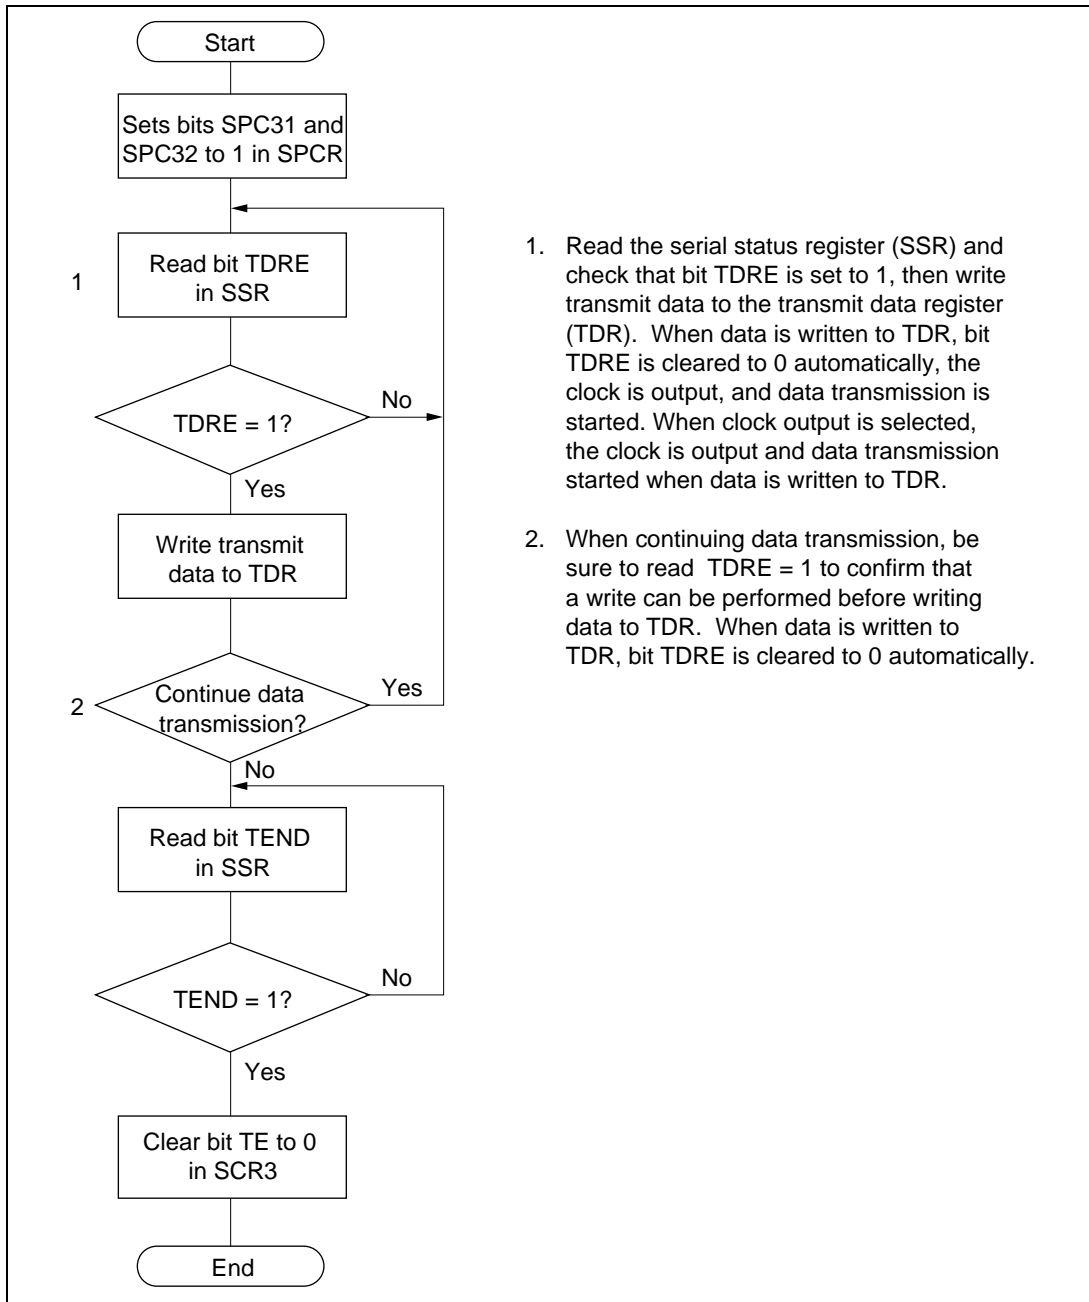 Start
Sets bits SPC31 and
SPC32 to 1 in SPCR
1
Read bit TDRE
in SSR
TDRE = 1?
No
Yes
Write transmit
data to TDR
2
Continue data
transmission?
Yes
No
Read bit TEND
in SSR
TEND = 1?
No
Yes
Clear bit TE to 0
in SCR3
End
1. Read the serial status register (SSR) and
check that bit TDRE is set to 1, then write
transmit data to the transmit data register
(TDR). When data is written to TDR, bit
TDRE is cleared to 0 automatically, the
clock is output, and data transmission is
started. When clock output is selected,
the clock is output and data transmission
started when data is written to TDR.
2. When continuing data transmission, be
sure to read TDRE = 1 to confirm that
a write can be performed before writing
data to TDR. When data is written to
TDR, bit TDRE is cleared to 0 automatically.